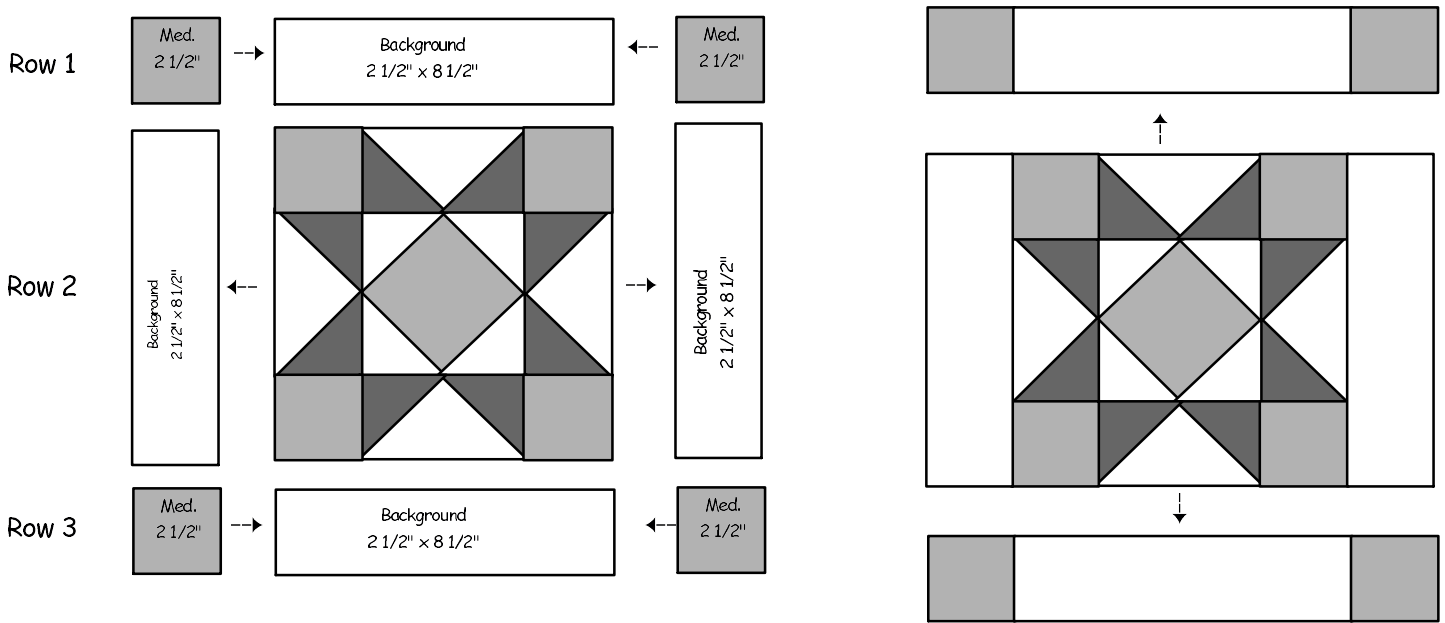 Row 1
Med.
2 1/2"
Background
2 1/2" x 8 1/2"
Med.
2 1/2"
Row 2
Background
2 1/2" x 8 1/2"
Background
2 1/2" x 8 1/2"
Row 3
Med.
2 1/2"
Background
2 1/2" x 8 1/2"
Med.
2 1/2"